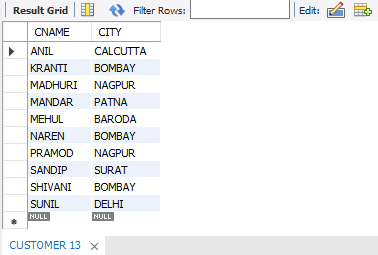 Result Grid Filter Rows: Edit:
CNAME CITY
ANIL CALCUTTA
KRANTI BOMBAY
MADHURI NAGPUR
MANDAR PATNA
MEHUL BARODA
NAREN BOMBAY
PRAMOD NAGPUR
SANDIP SURAT
SHIVANI BOMBAY
SUNIL DELHI
NULL NULL
CUSTOMER 13